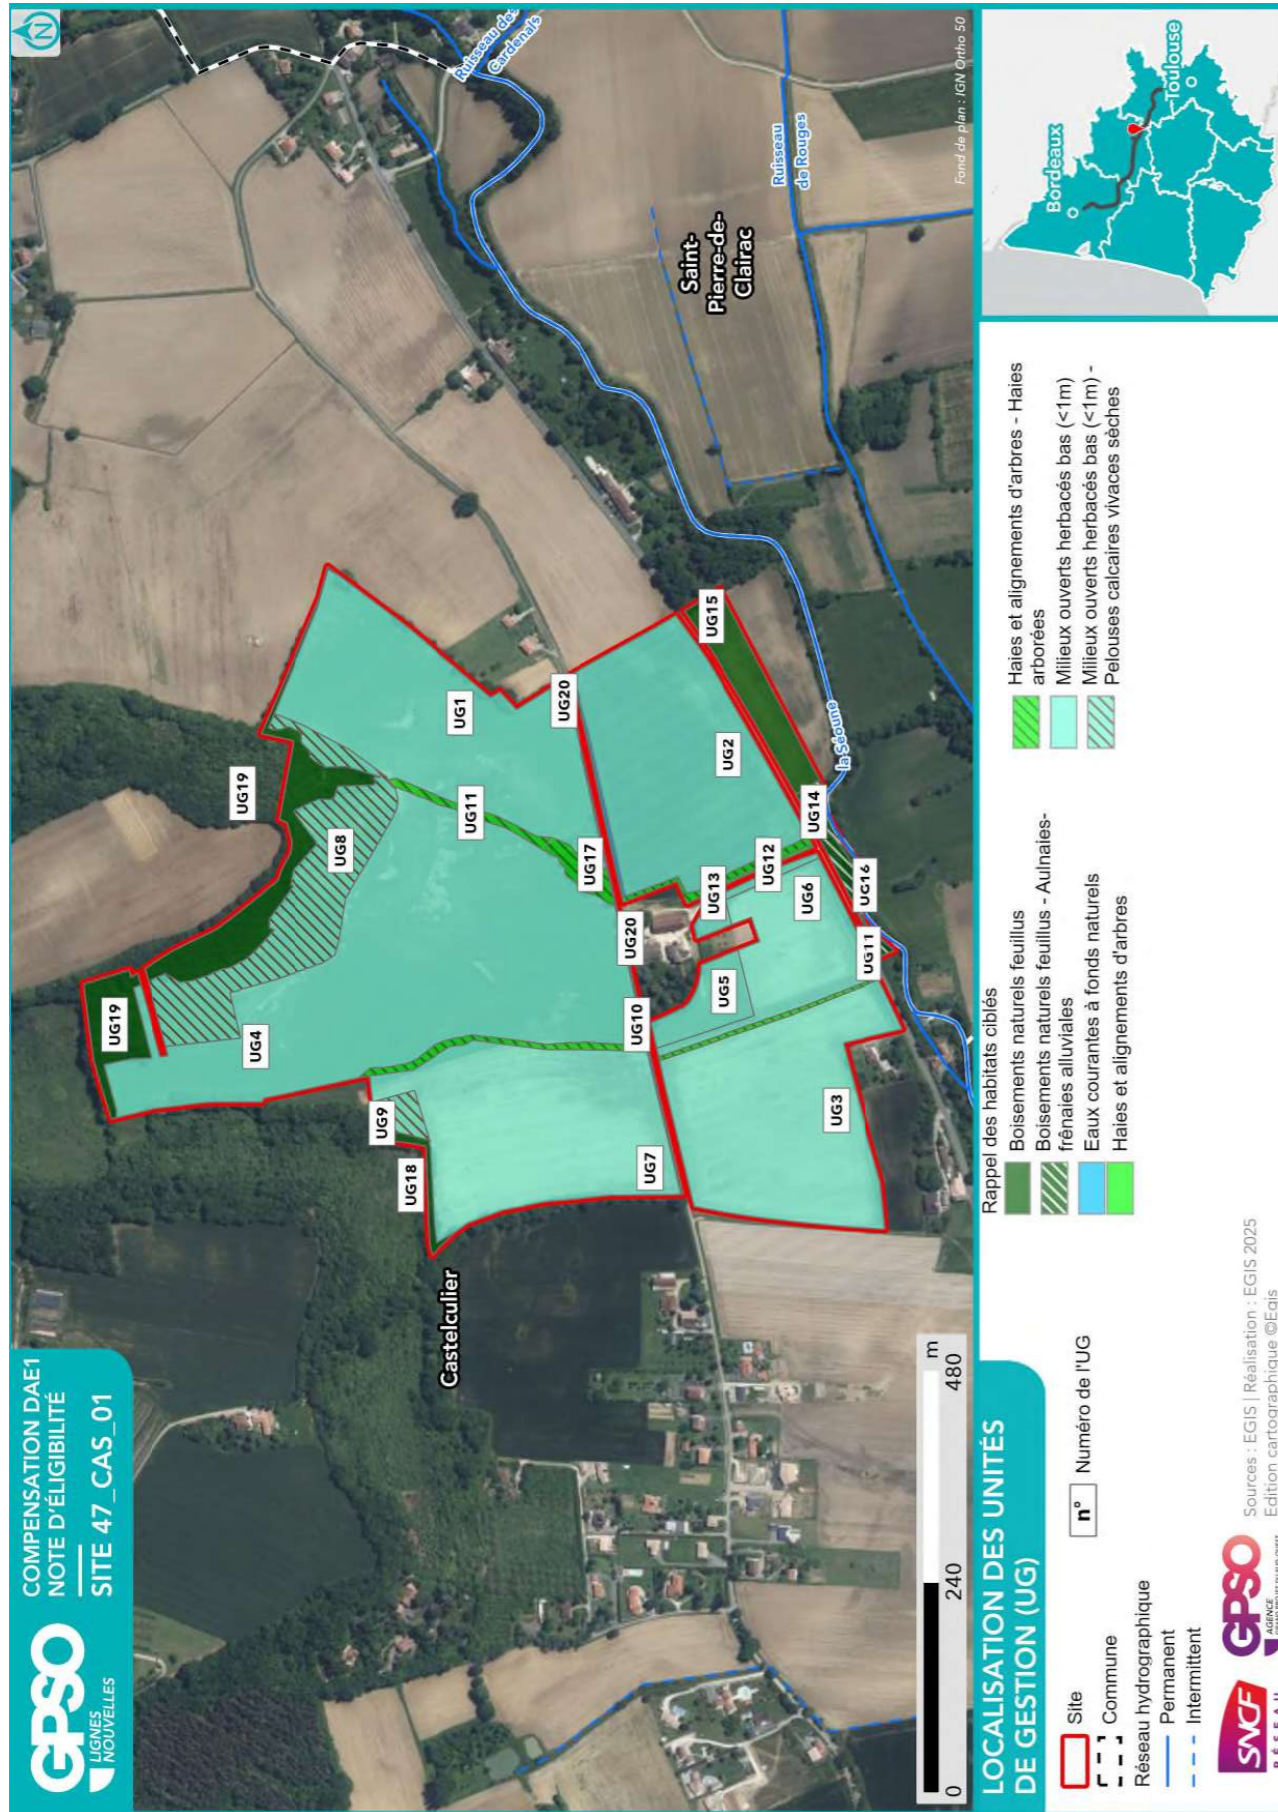 GPSO
LIGNES
NOUVELLES
COMPENSATION DAE1
NOTE D'ÉLIGIBILITÉ
SITE 47_CAS_01
N
Ruisseau des
Cardenals
Castelculier
Saint-
Pierre-de-
Clairac
Ruisseau
de Rouges
la Séoune
UG19
UG19
UG4
UG8
UG11
UG1
UG9
UG18
UG17
UG20
UG20
UG10
UG7
UG2
UG15
UG14
UG12
UG13
UG6
UG5
UG16
UG11
UG3
0
240
480
m
Fond de plan : IGN Ortho 50
LOCALISATION DES UNITÉS
DE GESTION (UG)
Site
Commune
Réseau hydrographique
Permanent
Intermittent
n°
Numéro de l'UG
Rappel des habitats ciblés
Boisements naturels feuillus
Boisements naturels feuillus - Aulnaies-
frênaies alluviales
Eaux courantes à fonds naturels
Haies et alignements d'arbres
Haies et alignements d'arbres - Haies
arborées
Milieux ouverts herbacés bas (<1m)
Milieux ouverts herbacés bas (<1m) -
Pelouses calcaires vivaces sèches
Bordeaux
Toulouse
SNCF
RÉSEAU
GPSO
AGENCE
Sources : EGIS | Réalisation : EGIS 2025
Edition cartographique ©Egis